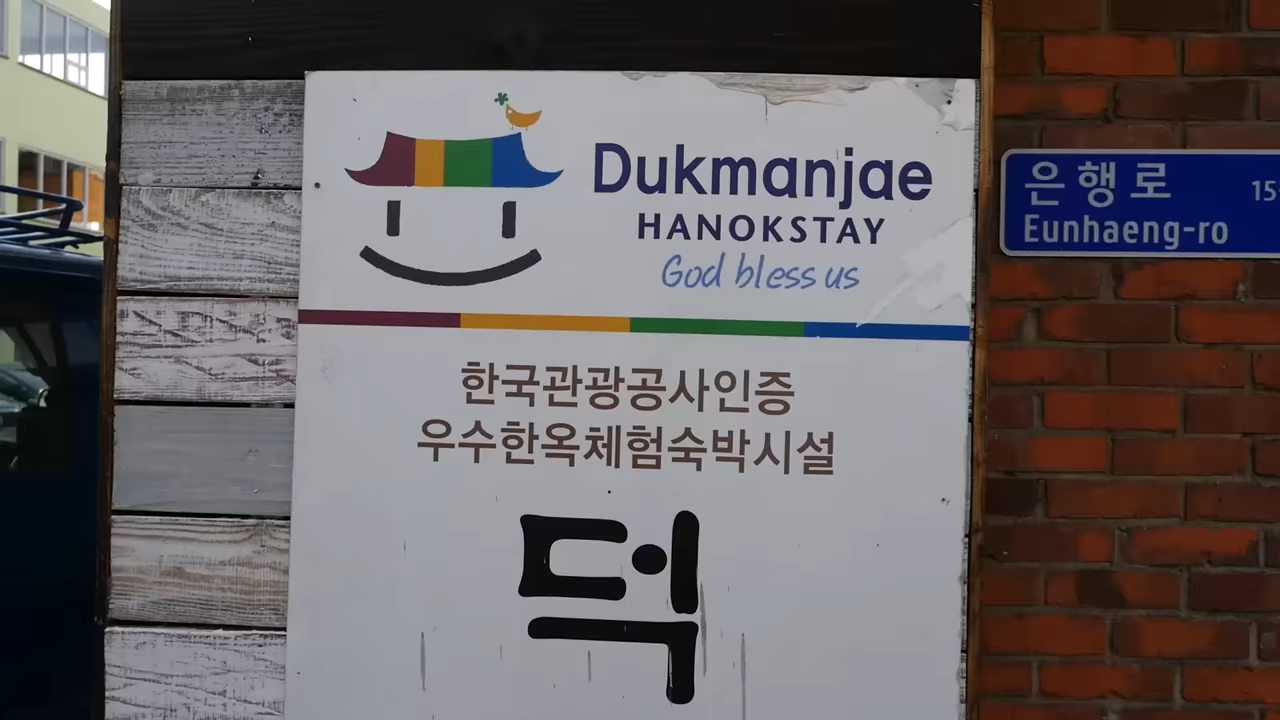 Dukmanjae
HANOKSTAY
God bless us
한국관광공사인증
우수한옥체험숙박시설
덕
은행로
Eunhaeng-ro
15